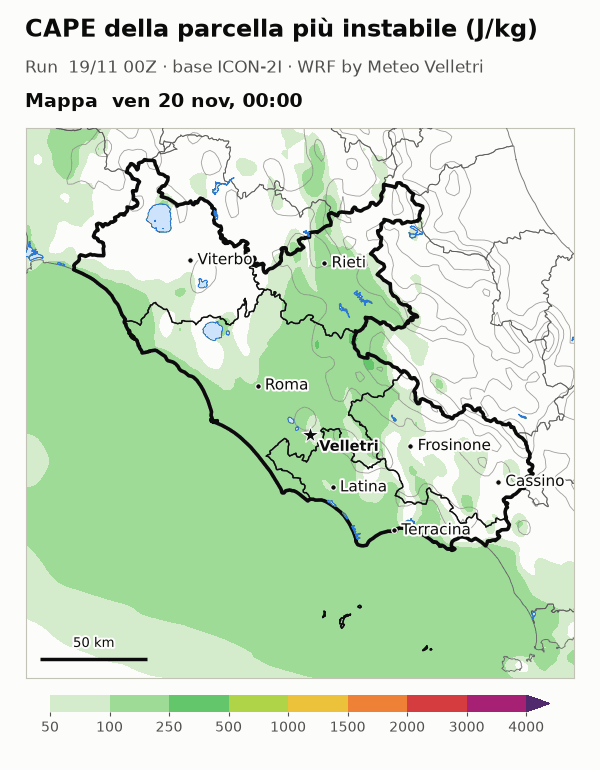 CAPE della parcella più instabile (J/kg)
Run  19/11 00Z · base ICON-2I · WRF by Meteo Velletri
Mappa  ven 20 nov, 00:00
Viterbo
Rieti
Roma
Velletri
Frosinone
Latina
Cassino
Terracina
50 km
50 100 250 500 1000 1500 2000 3000 4000